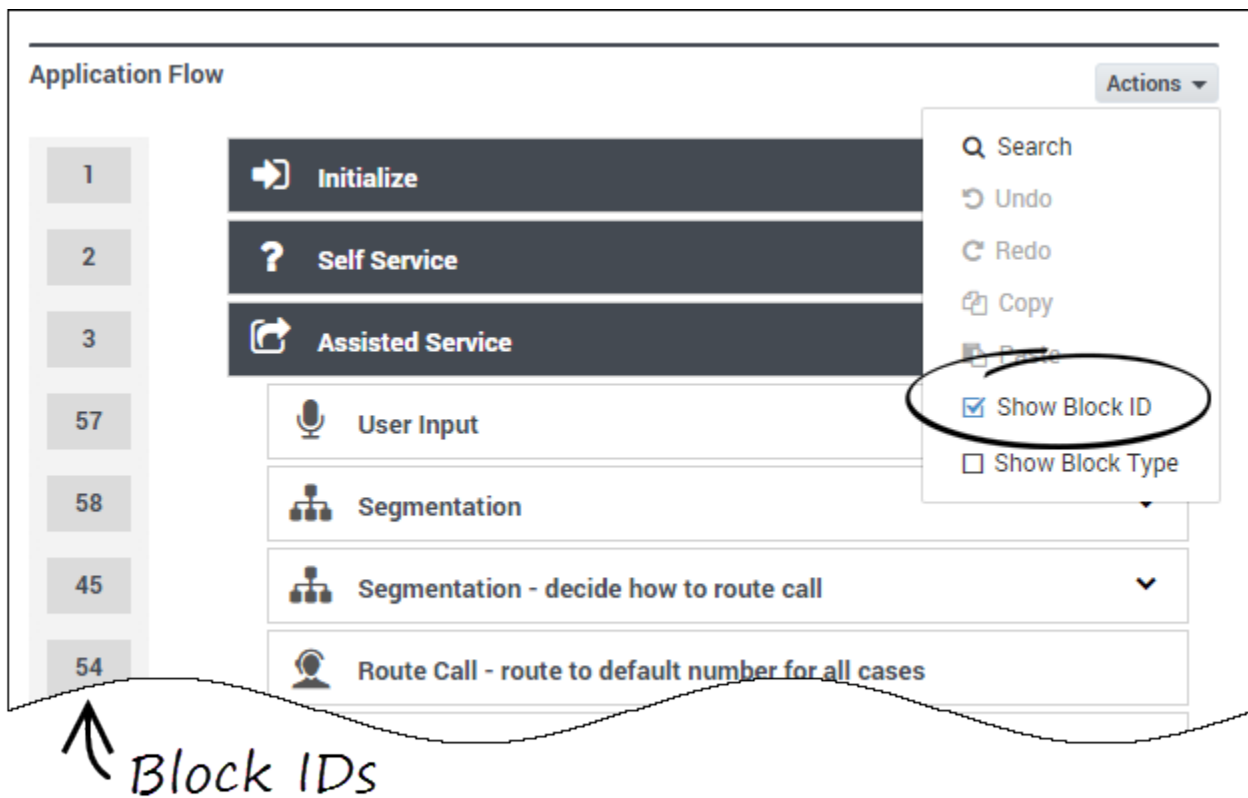 Application Flow
Actions
1 Initialize
Search
Undo
2 Self Service
Redo
Copy
3 Assisted Service
Paste
57 User Input
Show Block ID
Show Block Type
58 Segmentation
45 Segmentation - decide how to route call
54 Route Call - route to default number for all cases
Block IDs